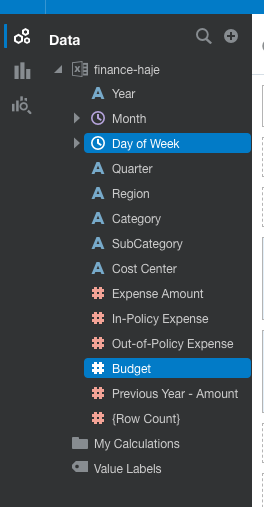 Data
finance-haje
A Year
Month
Day of Week
A Quarter
A Region
A Category
A SubCategory
A Cost Center
# Expense Amount
# In-Policy Expense
# Out-of-Policy Expense
# Budget
# Previous Year - Amount
# {Row Count}
My Calculations
Value Labels